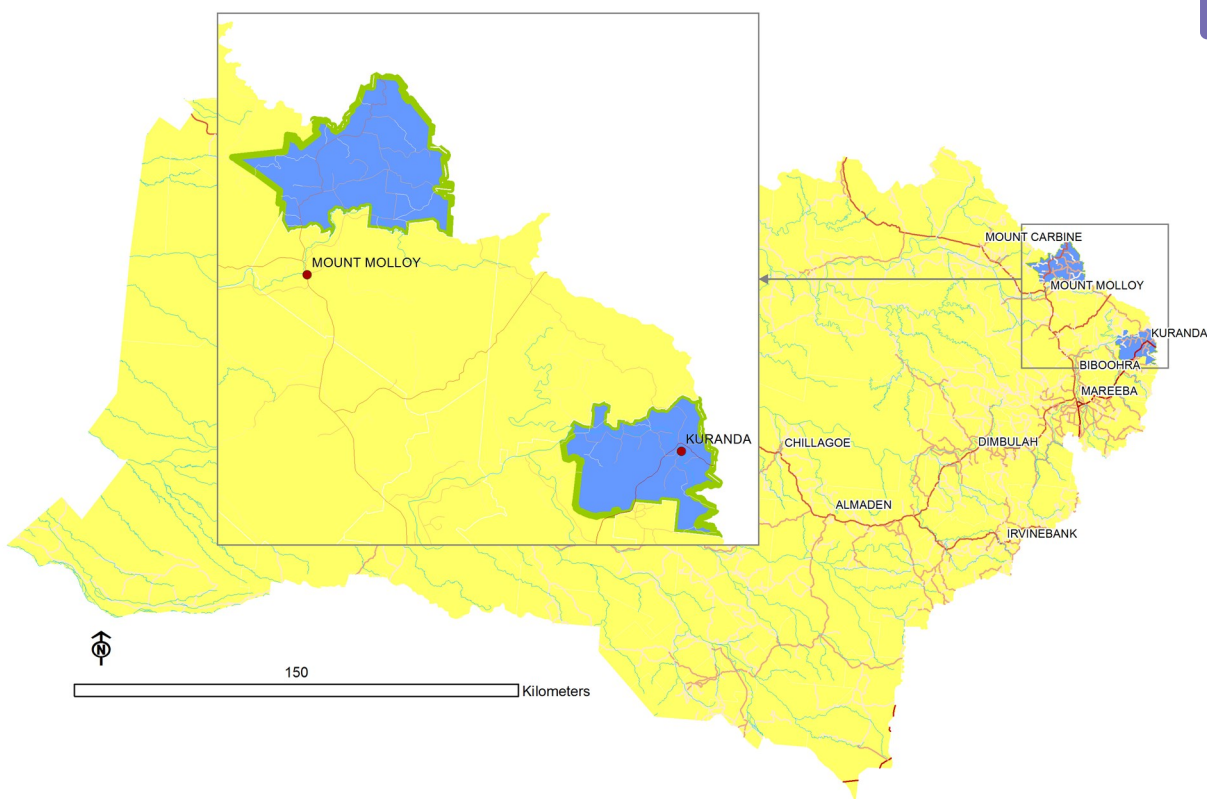 MOUNT MOLLOY
KURANDA
MOUNT CARBINE
MOUNT MOLLOY
KURANDA
BIBOOHRA
MAREEBA
CHILLAGOE
DIMBULAH
ALMADEN
IRVINEBANK
N
150
Kilometers